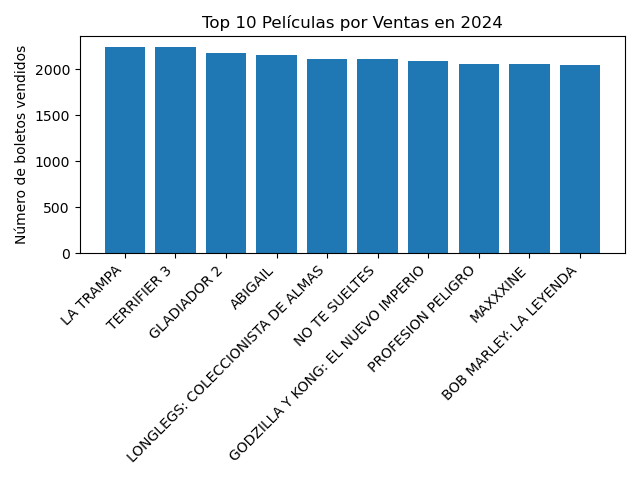 Top 10 Películas por Ventas en 2024
Número de boletos vendidos
2000
1500
1000
500
0
LA TRAMPA
TERRIFIER 3
GLADIADOR 2
ABIGAIL
LONGLEGS: COLECCIONISTA DE ALMAS
NO TE SUELTES
GODZILLA Y KONG: EL NUEVO IMPERIO
PROFESION PELIGRO
MAXXXINE
BOB MARLEY: LA LEYENDA